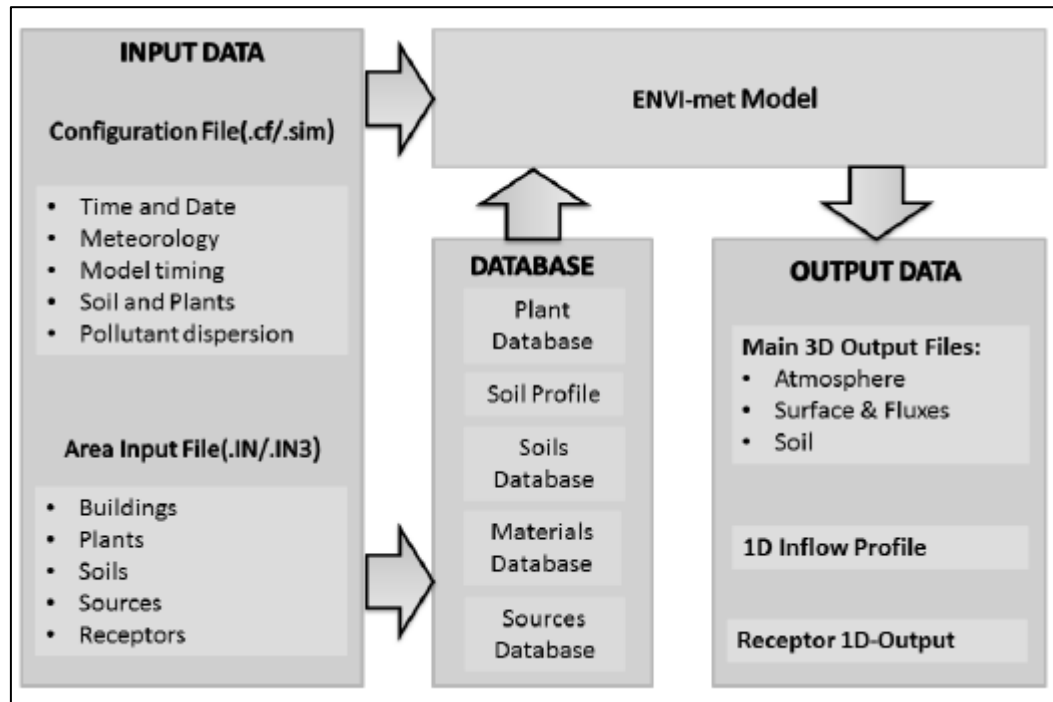 INPUT DATA
Configuration File(.cf/.sim)
• Time and Date
• Meteorology
• Model timing
• Soil and Plants
• Pollutant dispersion
Area Input File(.IN/.IN3)
• Buildings
• Plants
• Soils
• Sources
• Receptors
ENVI-met Model
DATABASE
Plant
Database
Soil Profile
Soils
Database
Materials
Database
Sources
Database
OUTPUT DATA
Main 3D Output Files:
• Atmosphere
• Surface & Fluxes
• Soil
1D Inflow Profile
Receptor 1D-Output